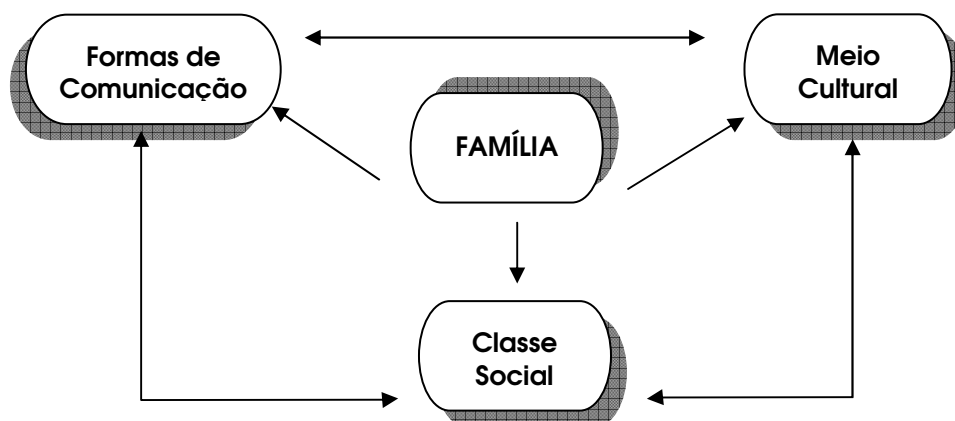 Formas de
Comunicação
Meio
Cultural
FAMÍLIA
Classe
Social